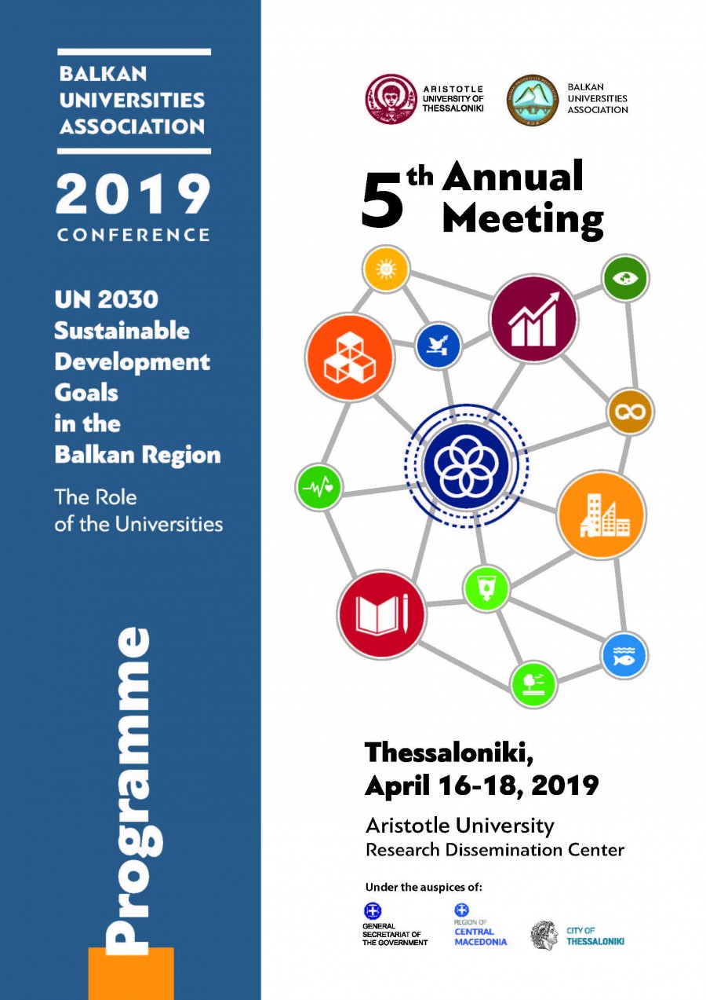 BALKAN
UNIVERSITIES
ASSOCIATION
2019
CONFERENCE
UN 2030
Sustainable
Development
Goals
in the
Balkan Region
The Role
of the Universities
Programme
ARISTOTLE
UNIVERSITY OF
THESSALONIKI
BALKAN
UNIVERSITIES
ASSOCIATION
5th Annual
Meeting
Thessaloniki,
April 16-18, 2019
Aristotle University
Research Dissemination Center
Under the auspices of:
GENERAL
SECRETARIAT OF
THE GOVERNMENT
REGION OF
CENTRAL
MACEDONIA
CITY OF
THESSALONIKI